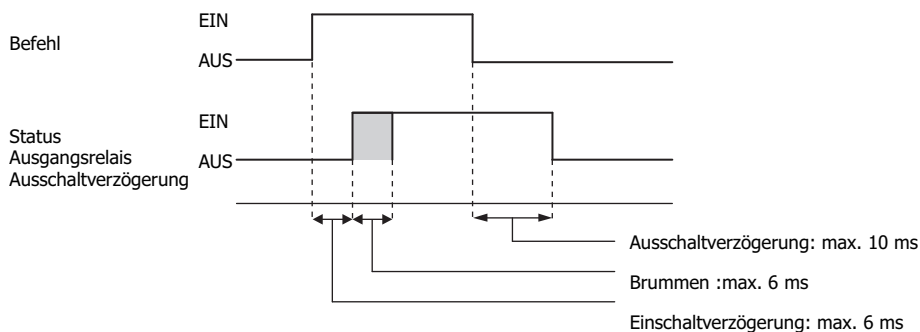 EIN
Befehl
AUS
EIN
Status
Ausgangsrelais
AUS
Ausschaltverzögerung
Ausschaltverzögerung: max. 10 ms
Brummen :max. 6 ms
Einschaltverzögerung: max. 6 ms